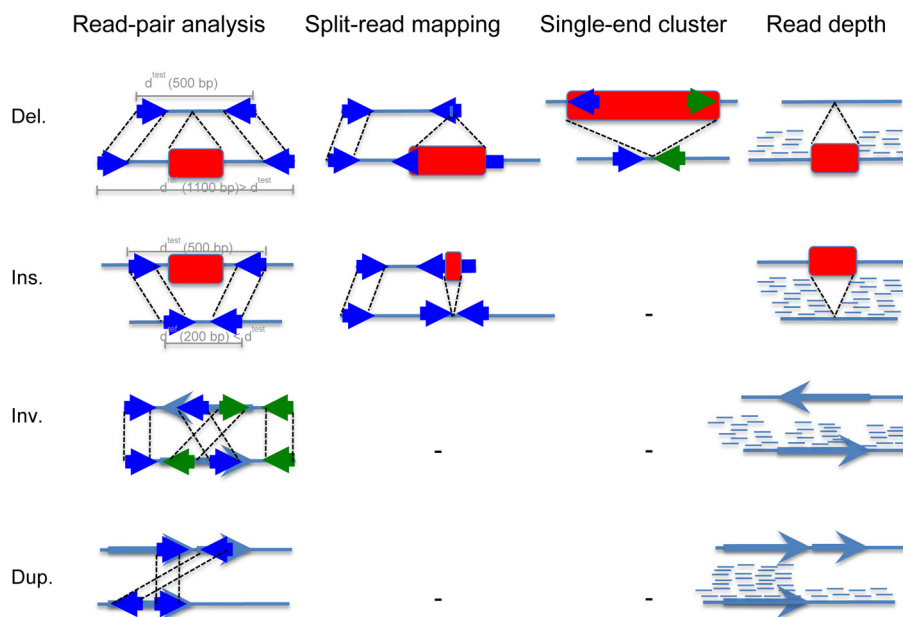 Read-pair analysis Split-read mapping Single-end cluster Read depth
d^test (500 bp)
Del.
d^ref (1100 bp)> d^test
d^test (500 bp)
Ins.
-
d^ref (200 bp) < d^test
Inv.
- -
Dup.
- -